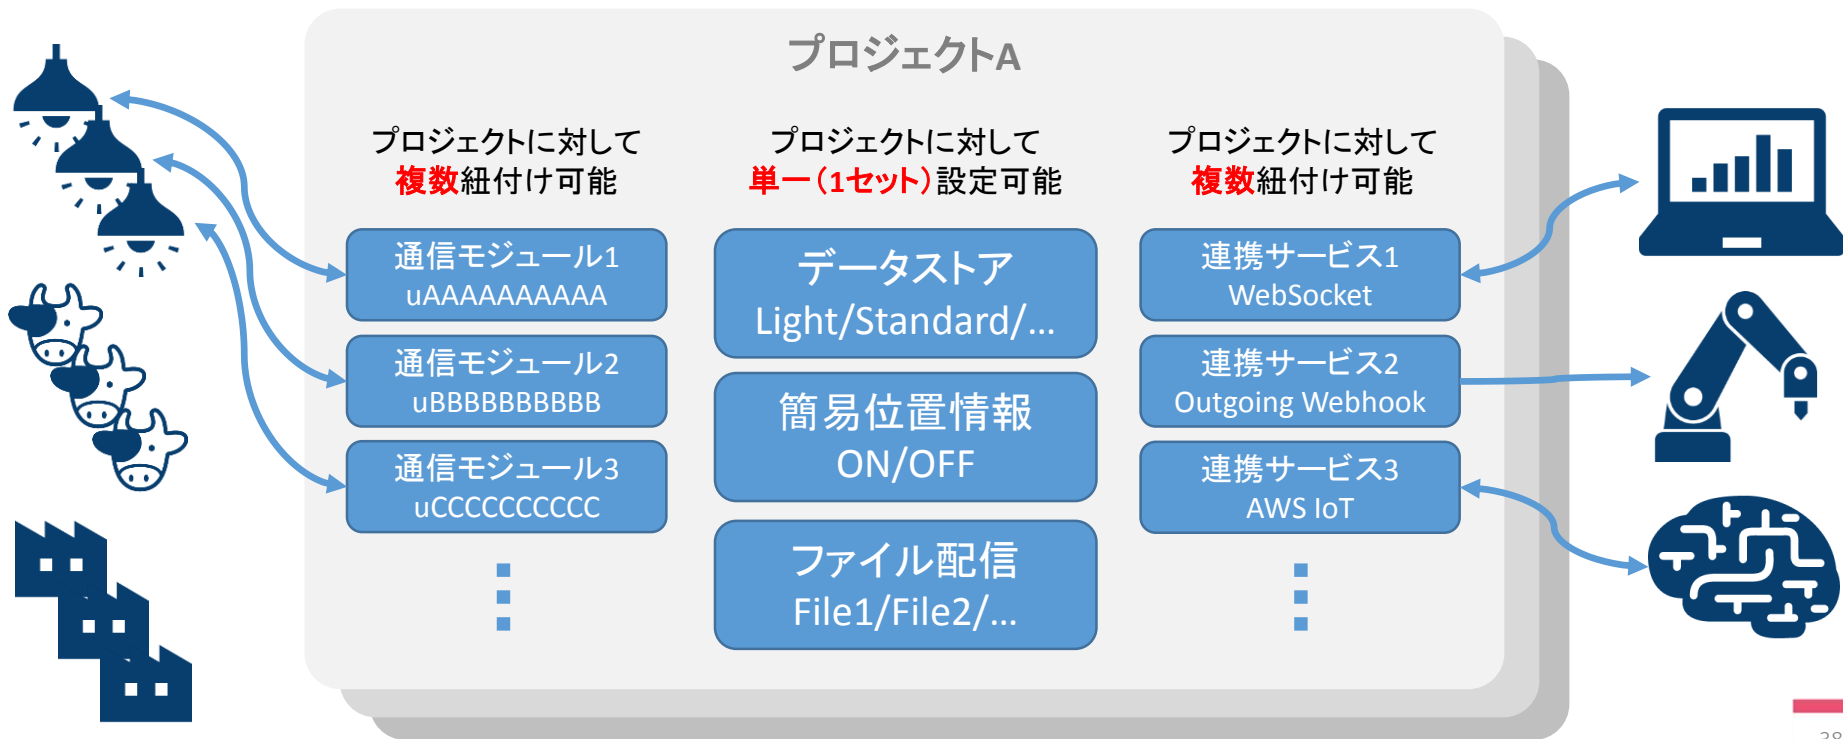 プロジェクトA
プロジェクトに対して
複数紐付け可能
通信モジュール1
uAAAAAAAAAA
通信モジュール2
uBBBBBBBBBB
通信モジュール3
uCCCCCCCCCC
プロジェクトに対して
単一(1セット)設定可能
データストア
Light/Standard/...
簡易位置情報
ON/OFF
ファイル配信
File1/File2/...
プロジェクトに対して
複数紐付け可能
連携サービス1
WebSocket
連携サービス2
Outgoing Webhook
連携サービス3
AWS IoT
38